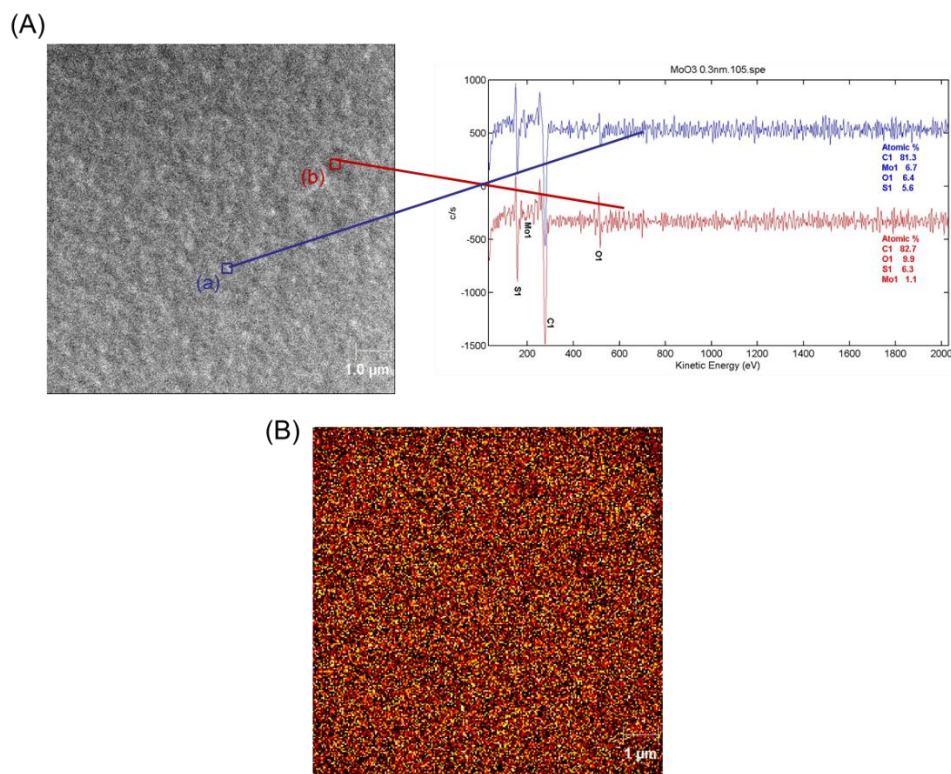 (A)
(b)
(a)
1.0 µm
MoO3 0.3nm.105.spe
1000
500
0
-500
-1000
-1500
c/s
Atomic %
C1 81.3
Mo1 6.7
O1 6.4
S1 5.6
Atomic %
C1 82.7
O1 9.9
S1 6.3
Mo1 1.1
S1
Mo1
C1
O1
200 400 600 800 1000 1200 1400 1600 1800 2000
Kinetic Energy (eV)
(B)
1 µm